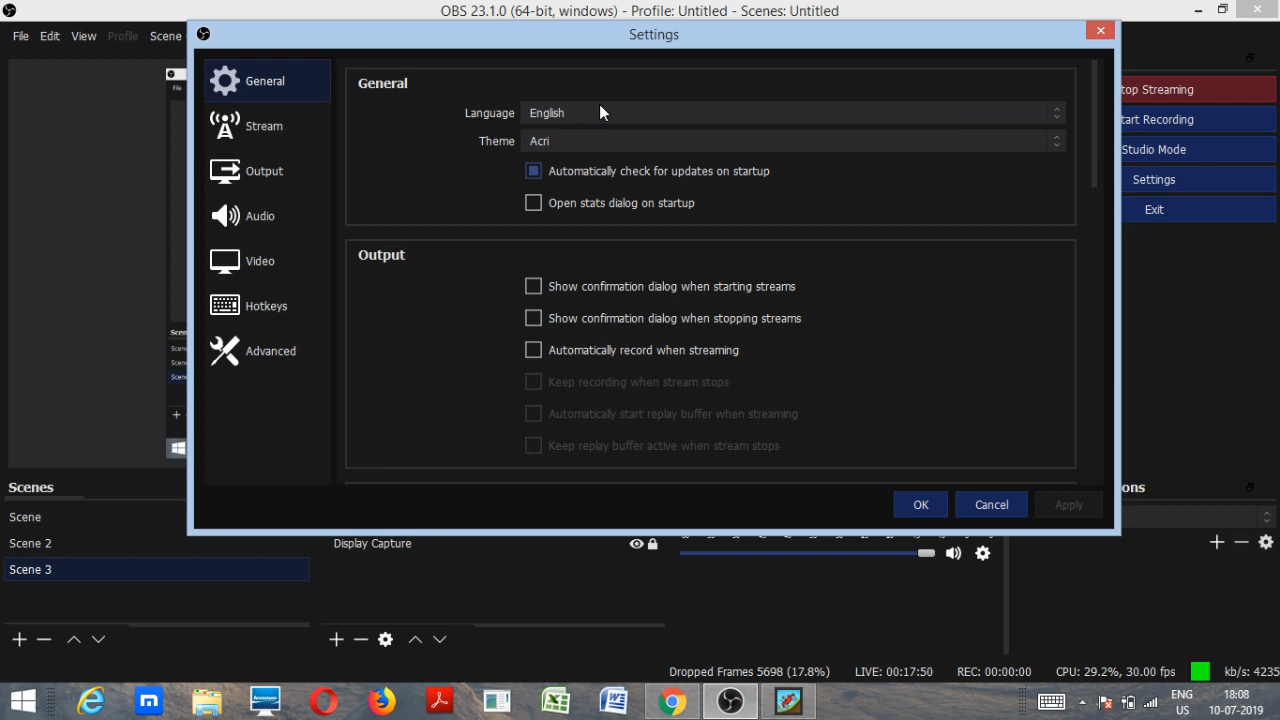 OBS 23.1.0 (64-bit, windows) - Profile: Untitled - Scenes: Untitled
File Edit View Profile Scene
Settings
General
Stream
Output
Audio
Video
Hotkeys
Advanced
General
Language English
Theme Acri
Automatically check for updates on startup
Open stats dialog on startup
Output
Show confirmation dialog when starting streams
Show confirmation dialog when stopping streams
Automatically record when streaming
Keep recording when stream stops
Automatically start replay buffer when streaming
Keep replay buffer active when stream stops
OK Cancel Apply
top Streaming
tart Recording
Studio Mode
Settings
Exit
Scenes
Scene
Scene 2
Scene 3
Display Capture
ons
Dropped Frames 5698 (17.8%) LIVE: 00:17:50 REC: 00:00:00 CPU: 29.2%, 30.00 fps kb/s: 4235
ENG
US
18:08
10-07-2019